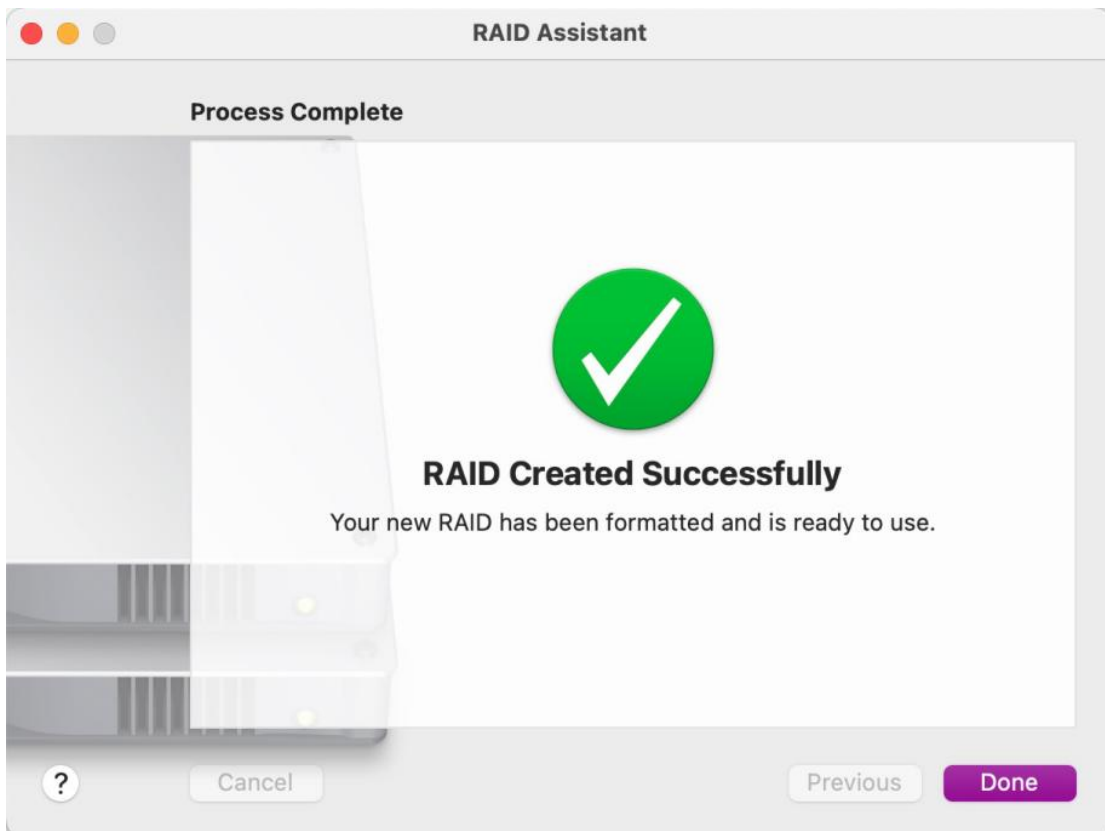 RAID Assistant
Process Complete
RAID Created Successfully
Your new RAID has been formatted and is ready to use.
?
Cancel
Previous
Done